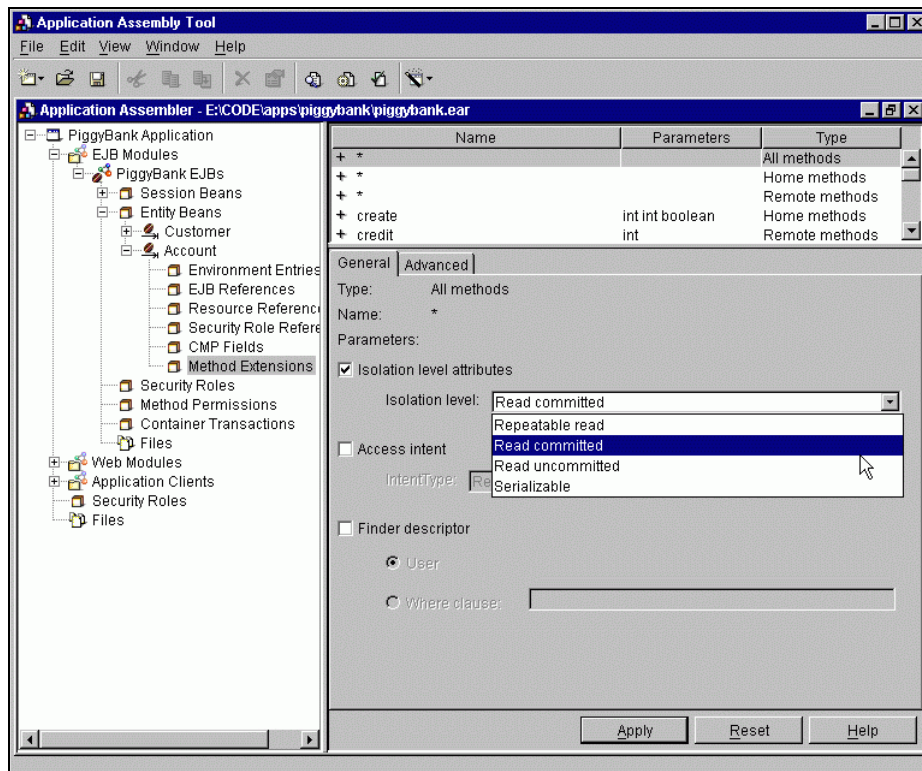 Application Assembly Tool
File Edit View Window Help
Application Assembler - E:\CODE\apps\piggybank\piggybank.ear
PiggyBank Application
EJB Modules
PiggyBank EJBs
Session Beans
Entity Beans
Customer
Account
Environment Entries
EJB References
Resource Referenc
Security Role Refere
CMP Fields
Method Extensions
Security Roles
Method Permissions
Container Transactions
Files
Web Modules
Application Clients
Security Roles
Files
Name Parameters Type
+ * All methods
+ * Home methods
+ * Remote methods
+ create int int boolean Home methods
+ credit int Remote methods
General Advanced
Type: All methods
Name: *
Parameters:
Isolation level attributes
Isolation level: Read committed
Repeatable read
Read committed
Read uncommitted
Serializable
Access intent
IntentType: Re
Finder descriptor
User
Where clause:
Apply Reset Help